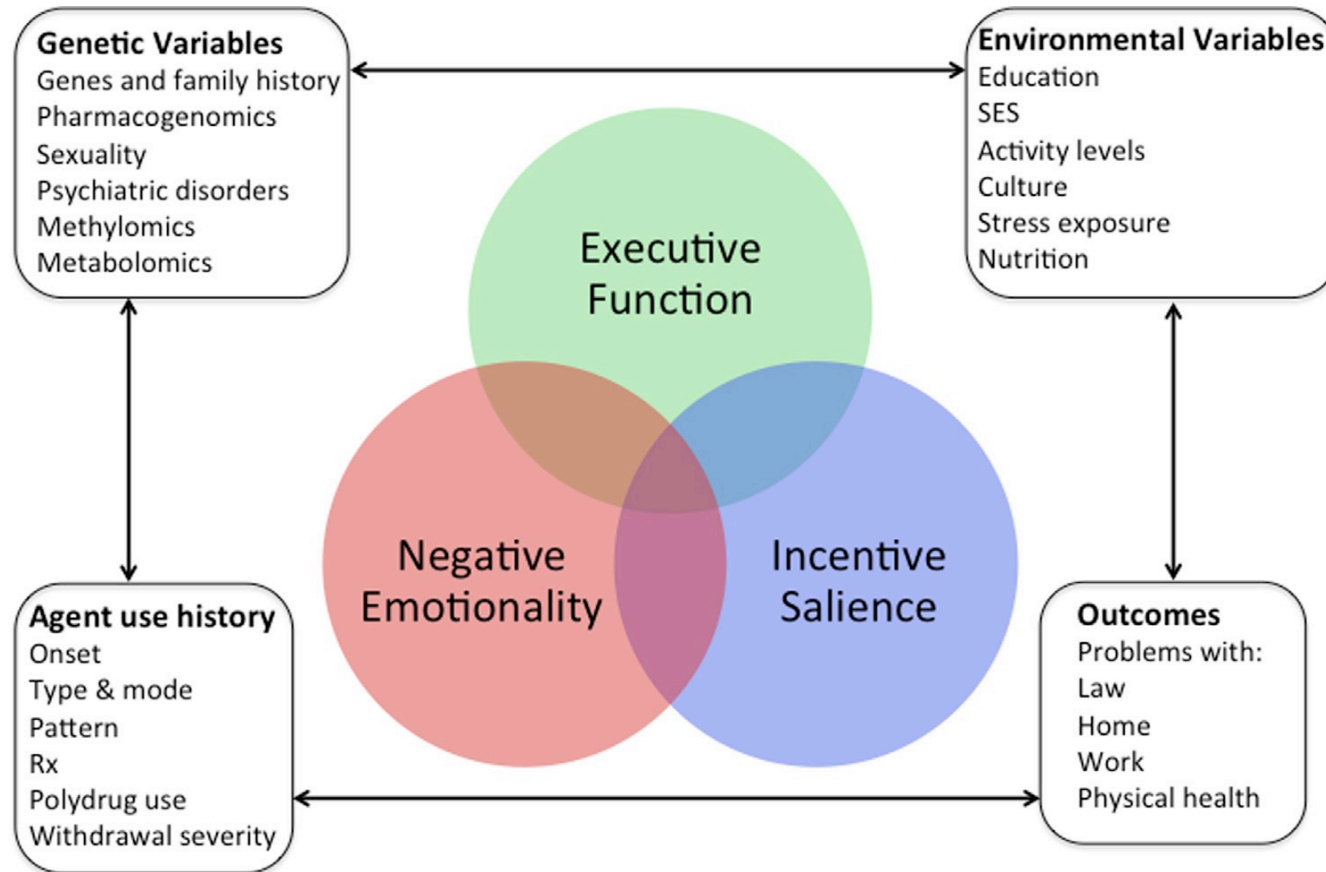 Genetic Variables
Genes and family history
Pharmacogenomics
Sexuality
Psychiatric disorders
Methylomics
Metabolomics
Environmental Variables
Education
SES
Activity levels
Culture
Stress exposure
Nutrition
Executive
Function
Negative
Emotionality
Incentive
Salience
Agent use history
Onset
Type & mode
Pattern
Rx
Polydrug use
Withdrawal severity
Outcomes
Problems with:
Law
Home
Work
Physical health